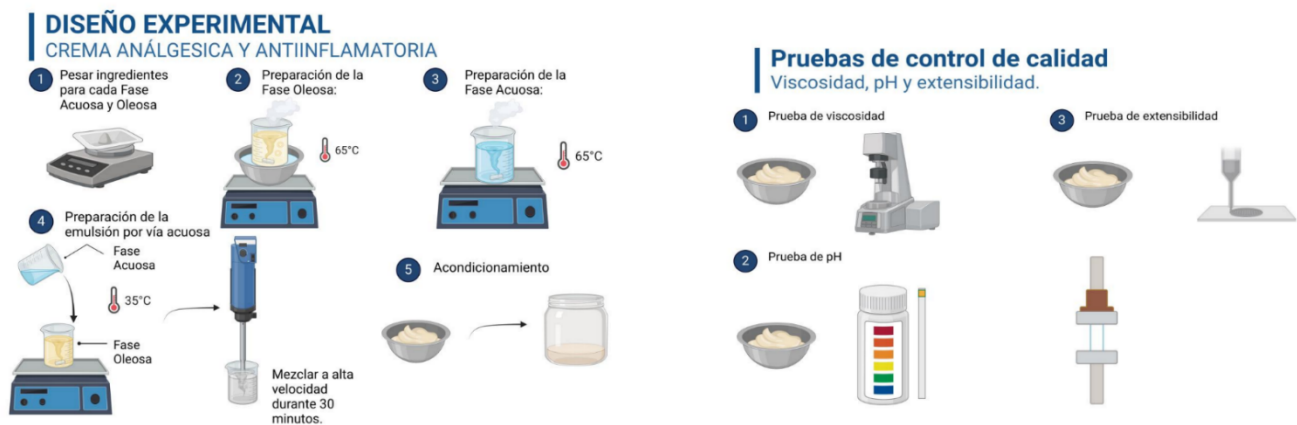 DISEÑO EXPERIMENTAL
CREMA ANÁLGESICA Y ANTIINFLAMATORIA
1
Pesar ingredientes
para cada Fase
Acuosa y Oleosa
2
Preparación de la
Fase Oleosa:
65°C
3
Preparación de la
Fase Acuosa:
65°C
4
Preparación de la
emulsión por vía acuosa
Fase
Acuosa
35°C
Fase
Oleosa
Mezclar a alta
velocidad
durante 30
minutos.
5
Acondicionamiento
Pruebas de control de calidad
Viscosidad, pH y extensibilidad.
1
Prueba de viscosidad
2
Prueba de pH
3
Prueba de extensibilidad